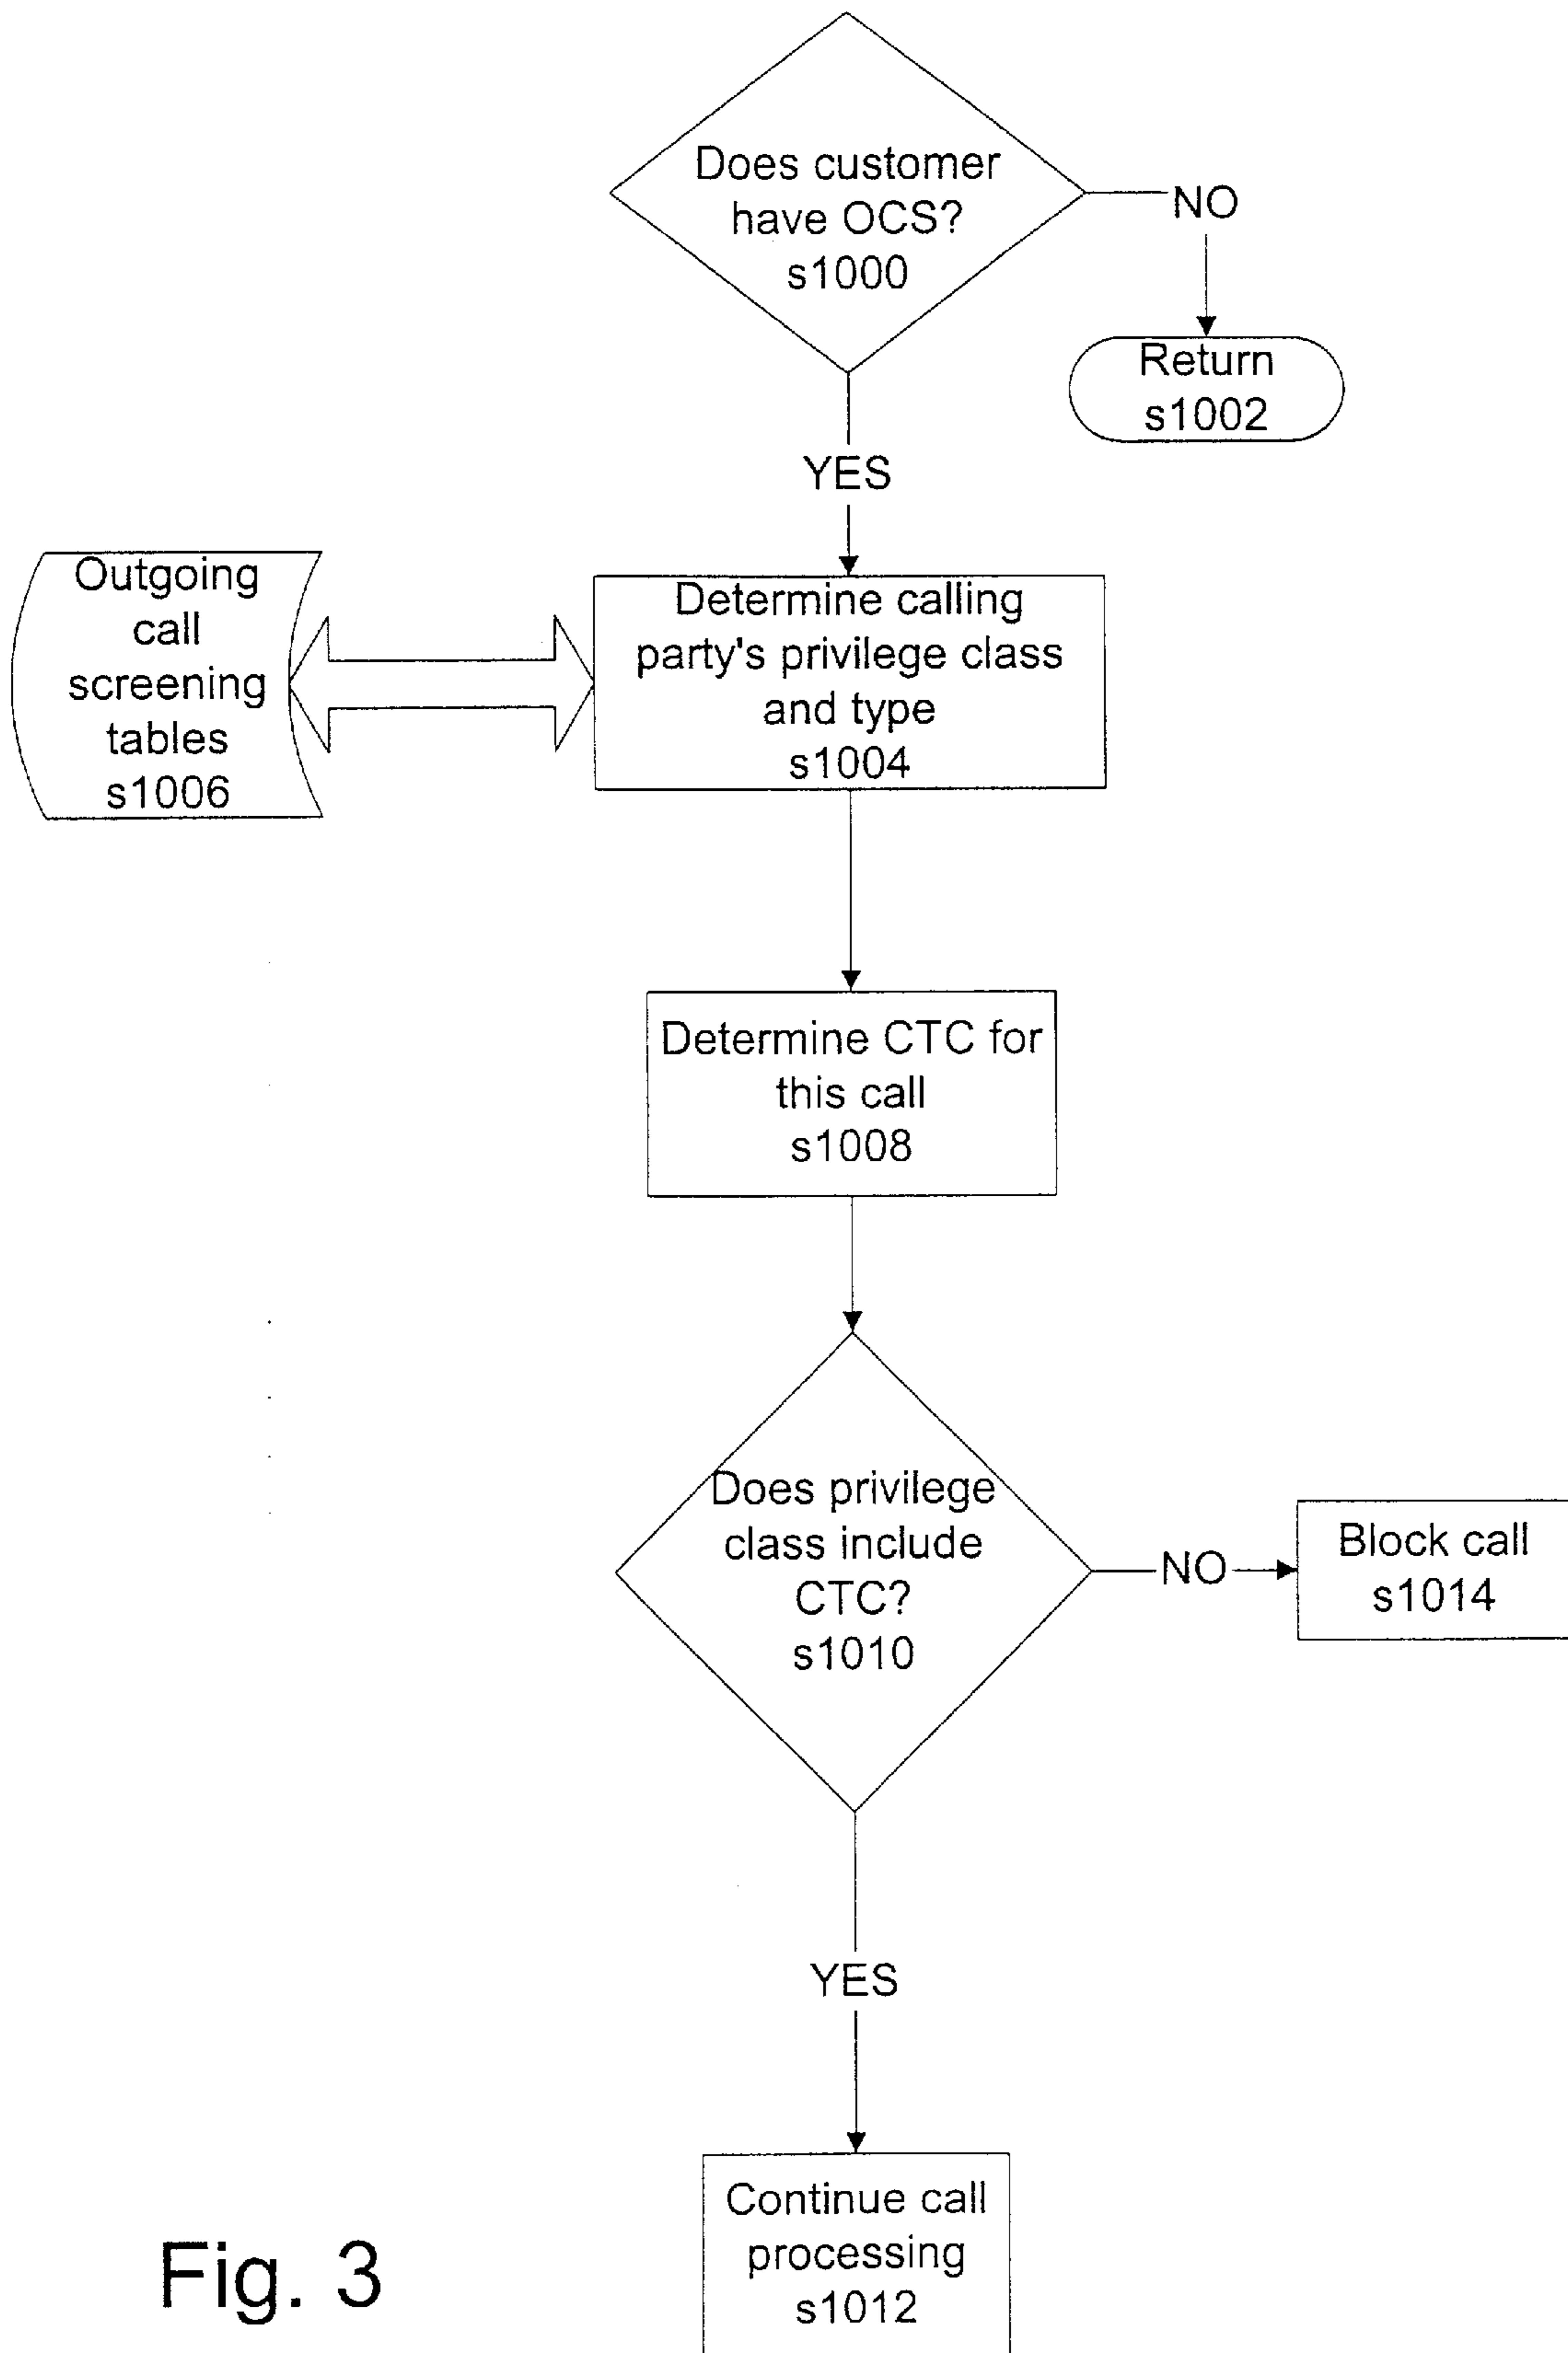 Does customer
have OCS?
s1000
NO
Return
s1002
YES
Outgoing
call
screening
tables
s1006
Determine calling
party's privilege class
and type
s1004
Determine CTC for
this call
s1008
Does privilege
class include
CTC?
s1010
NO
Block call
s1014
YES
Continue call
processing
s1012
Fig. 3